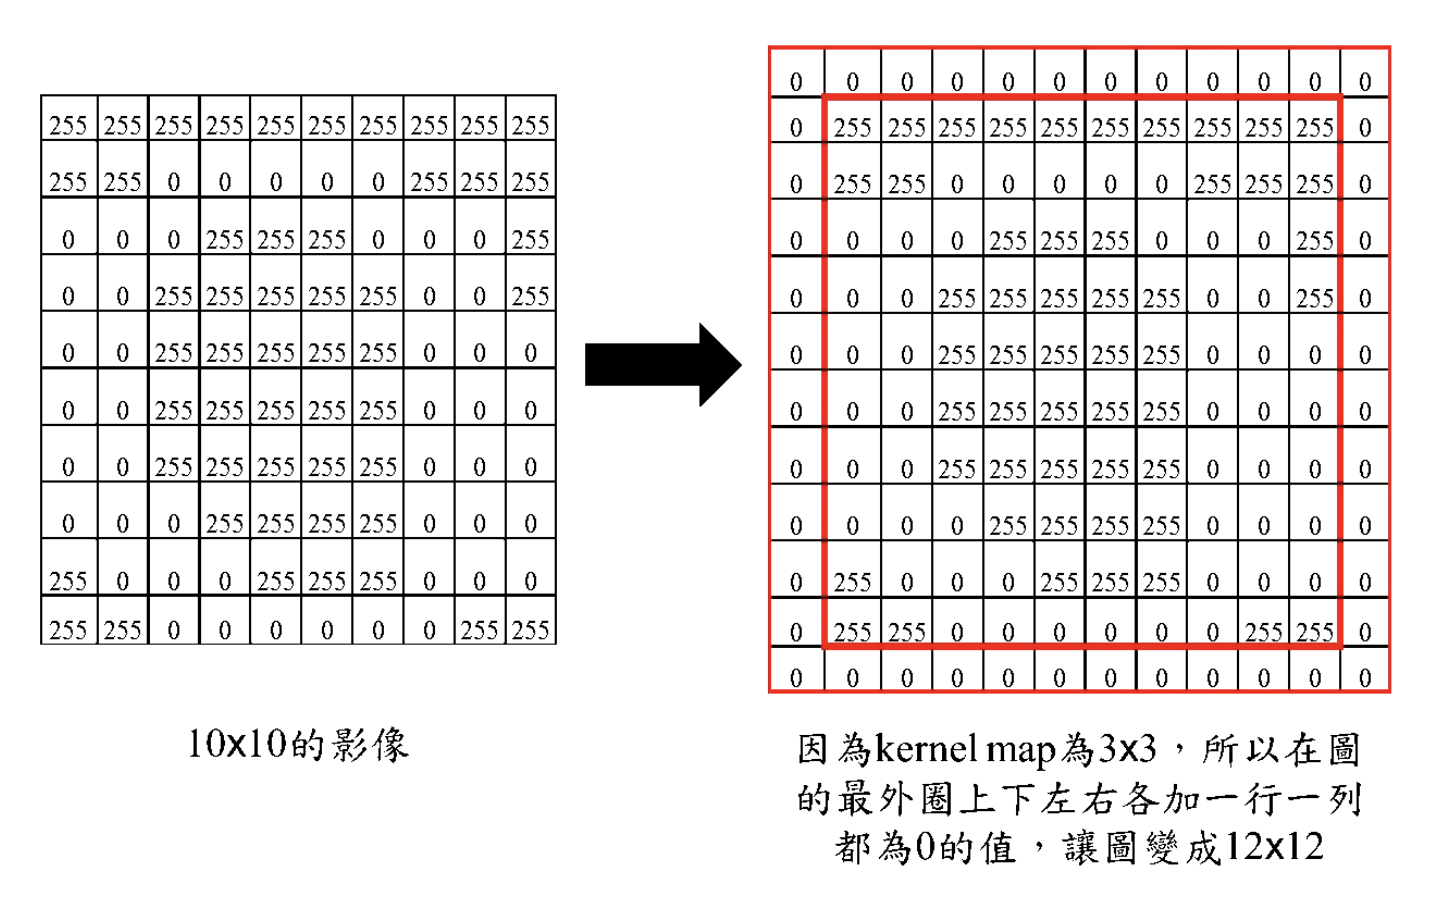 255 255 255 255 255 255 255 255 255 255
255 255 0 0 0 0 0 255 255 255
0 0 0 255 255 255 0 0 0 255
0 0 255 255 255 255 255 0 0 255
0 0 255 255 255 255 255 0 0 0
0 0 255 255 255 255 255 0 0 0
0 0 255 255 255 255 255 0 0 0
0 0 0 255 255 255 255 0 0 0
255 0 0 0 255 255 255 0 0 0
255 255 0 0 0 0 0 0 255 255
10x10的影像
0 0 0 0 0 0 0 0 0 0 0 0
0 255 255 255 255 255 255 255 255 255 255 0
0 255 255 0 0 0 0 0 255 255 255 0
0 0 0 0 255 255 255 0 0 0 255 0
0 0 0 255 255 255 255 255 0 0 255 0
0 0 0 255 255 255 255 255 0 0 0 0
0 0 0 255 255 255 255 255 0 0 0 0
0 0 0 255 255 255 255 255 0 0 0 0
0 0 0 0 255 255 255 255 0 0 0 0
0 255 0 0 0 255 255 255 0 0 0 0
0 255 255 0 0 0 0 0 0 255 255 0
0 0 0 0 0 0 0 0 0 0 0 0
因為kernel map為3x3，所以在圖
的最外圈上下左右各加一行一列
都為0的值，讓圖變成12x12